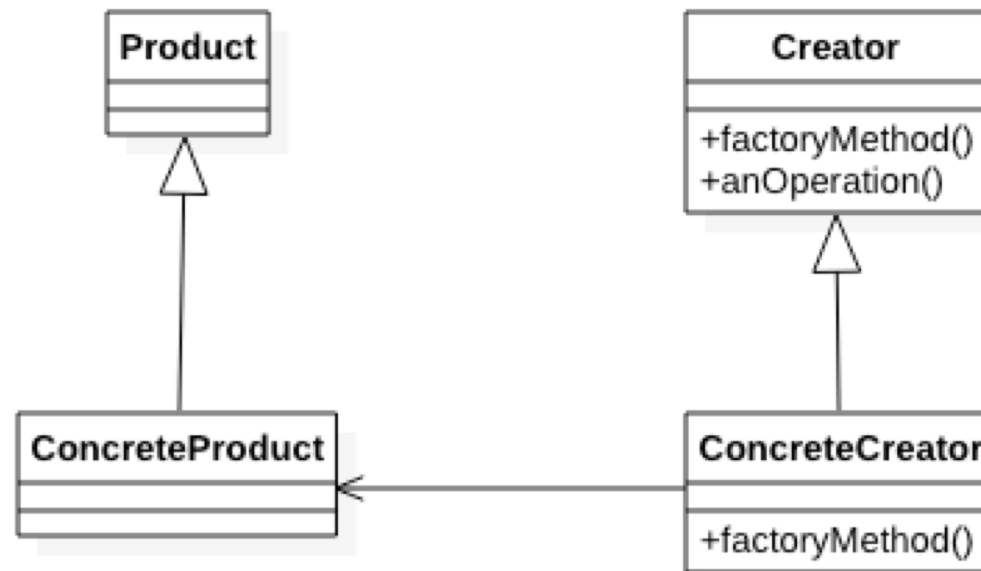 Product
Creator
+factoryMethod()
+anOperation()
ConcreteProduct
ConcreteCreator
+factoryMethod()